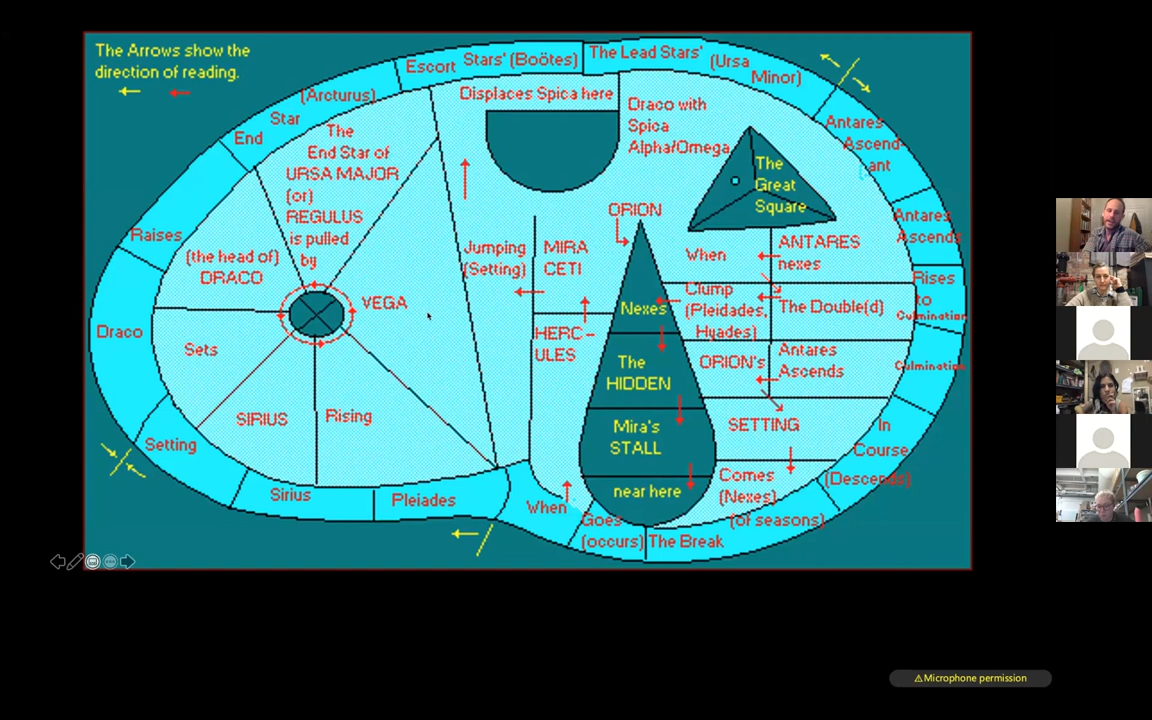 The Arrows show the
direction of reading.
Escort
Stars' (Boötes)
The Lead Stars'
(Ursa
Minor)
(Arcturus)
Star
End
Raises
Draco
Setting
Sirius
Pleiades
When
Goes
(occurs)
The Break
Antares
Ascend-
ant
Antares
Ascends
Rises
to
Culmination
Culmination
In
Course
(Descends)
Displaces Spica here
Draco with
Spica
Alpha/Omega
The
End Star of
URSA MAJOR
(or)
REGULUS
is pulled
by
(the head of)
DRACO
VEGA
Sets
SIRIUS
Rising
Jumping
(Setting)
MIRA
CETI
HERC-
ULES
ORION
The
Great
Square
When
ANTARES
nexes
Clump
(Pleidades,
Hyades)
The Double(d)
ORION's
Antares
Ascends
SETTING
Comes
(Nexes)
(of seasons)
Nexes
The
HIDDEN
Mira's
STALL
near here
Microphone permission